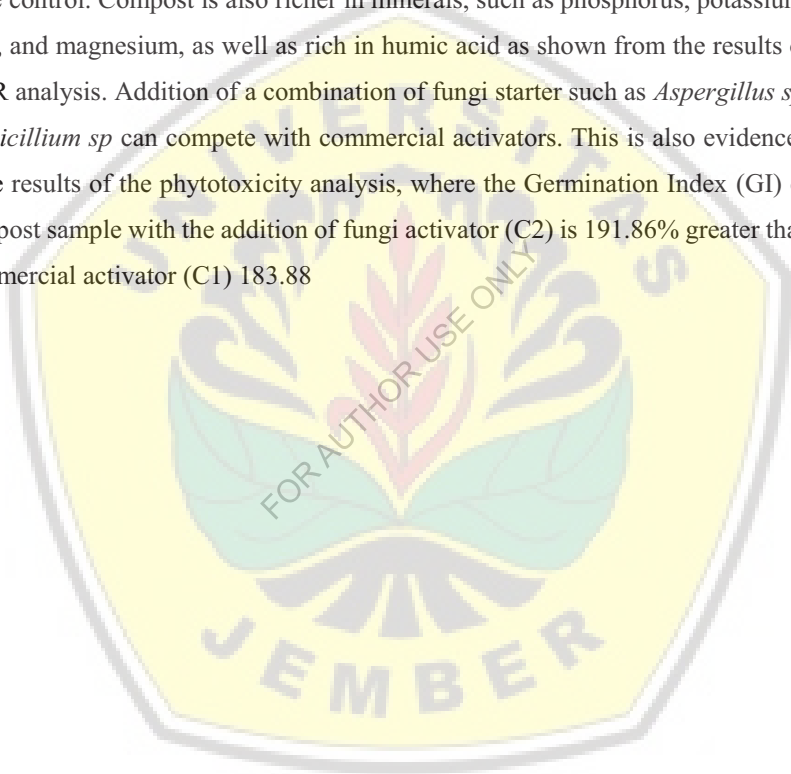 control. Compost is also richer in minerals, such as phosphorus, potassium
, and magnesium, as well as rich in humic acid as shown from the results
R analysis. Addition of a combination of fungi starter such as Aspergillus
icillium sp can compete with commercial activators. This is also evidence
results of the phytotoxicity analysis, where the Germination Index (GI)
post sample with the addition of fungi activator (C2) is 191.86% greater tha
mercial activator (C1) 183.88
FOR AUTHOR USE ONLY
UNIVERSITAS
JEMBER